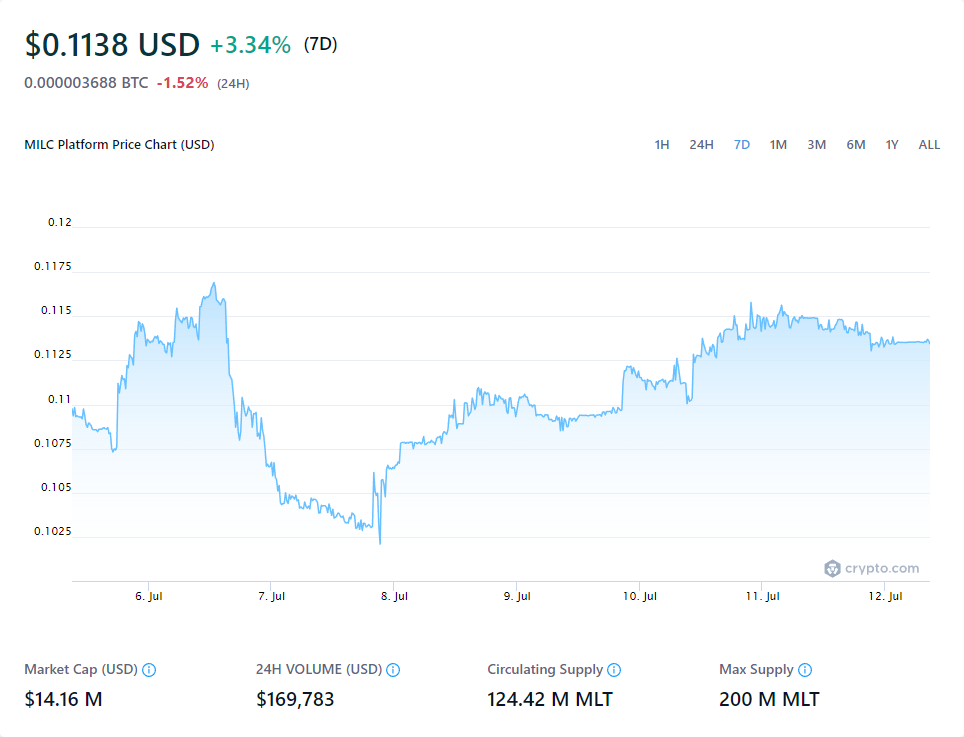 $0.1138 USD +3.34% (7D)
0.000003688 BTC -1.52% (24H)
MILC Platform Price Chart (USD) 1H 24H 7D 1M 3M 6M 1Y ALL
0.12
0.1175
0.115
0.1125
0.11
0.1075
0.105
0.1025
crypto.com
6. Jul 7. Jul 8. Jul 9. Jul 10. Jul 11. Jul 12. Jul
Market Cap (USD) 24H VOLUME (USD) Circulating Supply Max Supply
$14.16 M $169,783 124.42 M MLT 200 M MLT